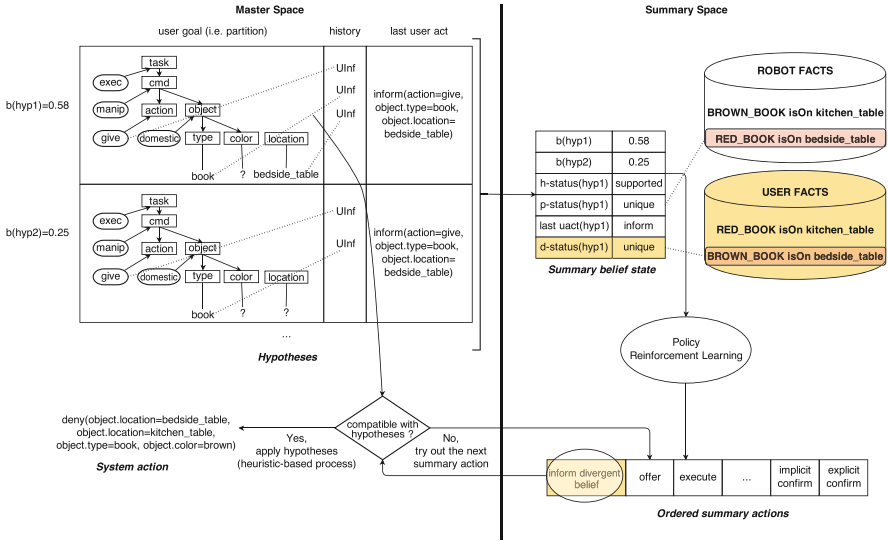 Master Space
user goal (i.e. partition)
history
last user act
b(hyp1)=0.58
task
exec
cmd
manip
action
object
give
domestic
type
color
location
book
?
bedside_table
UInf
UInf
UInf
inform(action=give,
object.type=book,
object.location=
bedside_table)
b(hyp2)=0.25
task
exec
cmd
manip
action
object
give
domestic
type
color
location
book
?
?
UInf
UInf
inform(action=give,
object.type=book,
object.location=
bedside_table)
...
Hypotheses
compatible with
hypotheses ?
Yes,
apply hypotheses
(heuristic-based process)
No,
try out the next
summary action
deny(object.location=bedside_table,
object.location=kitchen_table,
object.type=book, object.color=brown)
System action
Summary Space
b(hyp1) 0.58
b(hyp2) 0.25
h-status(hyp1) supported
p-status(hyp1) unique
last uact(hyp1) inform
d-status(hyp1) unique
Summary belief state
ROBOT FACTS
BROWN_BOOK isOn kitchen_table
RED_BOOK isOn bedside_table
USER FACTS
RED_BOOK isOn kitchen_table
BROWN_BOOK isOn bedside_table
Policy
Reinforcement Learning
inform divergent
belief
offer
execute
...
implicit
confirm
explicit
confirm
Ordered summary actions